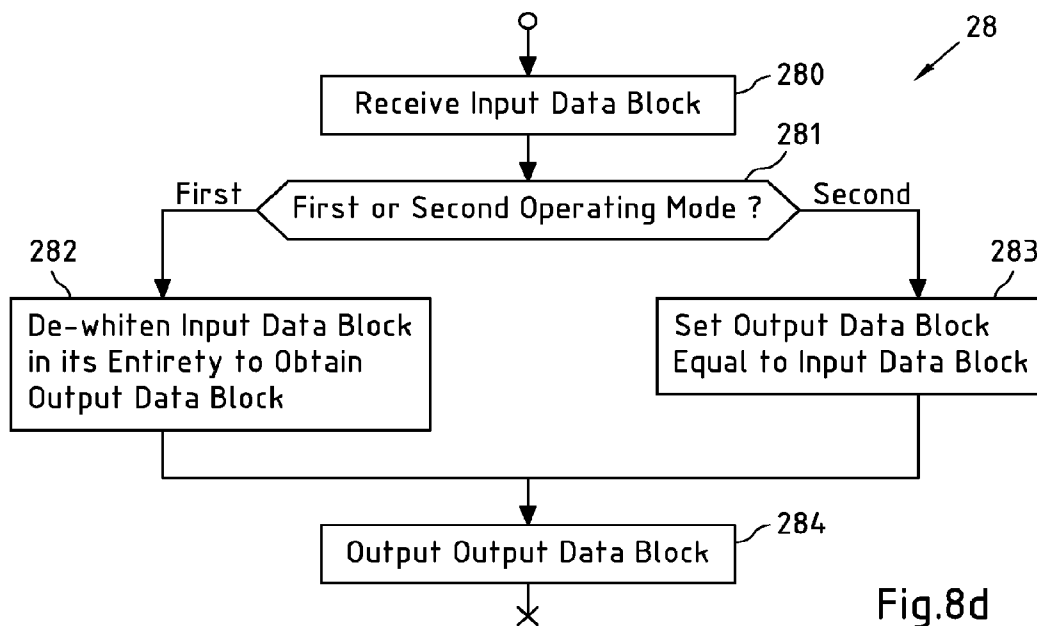 28
280
Receive Input Data Block
281
First
First or Second Operating Mode ?
Second
282
283
De-whiten Input Data Block
in its Entirety to Obtain
Output Data Block
Set Output Data Block
Equal to Input Data Block
284
Output Output Data Block
Fig.8d